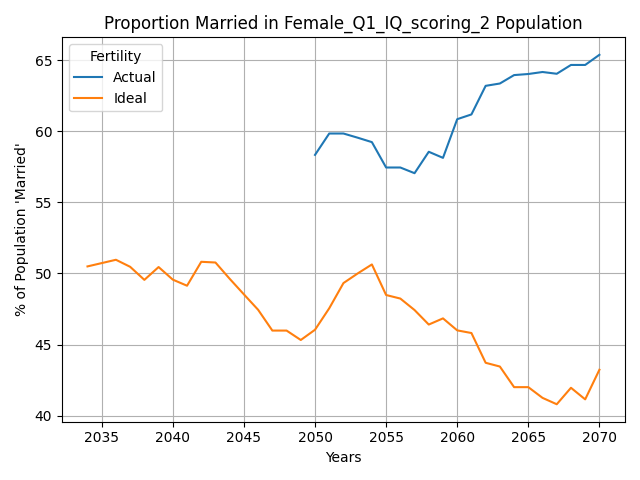 Proportion Married in Female_Q1_IQ_scoring_2 Population
Fertility
Actual
Ideal
% of Population 'Married'
65
60
55
50
45
40
2035
2040
2045
2050
2055
2060
2065
2070
Years